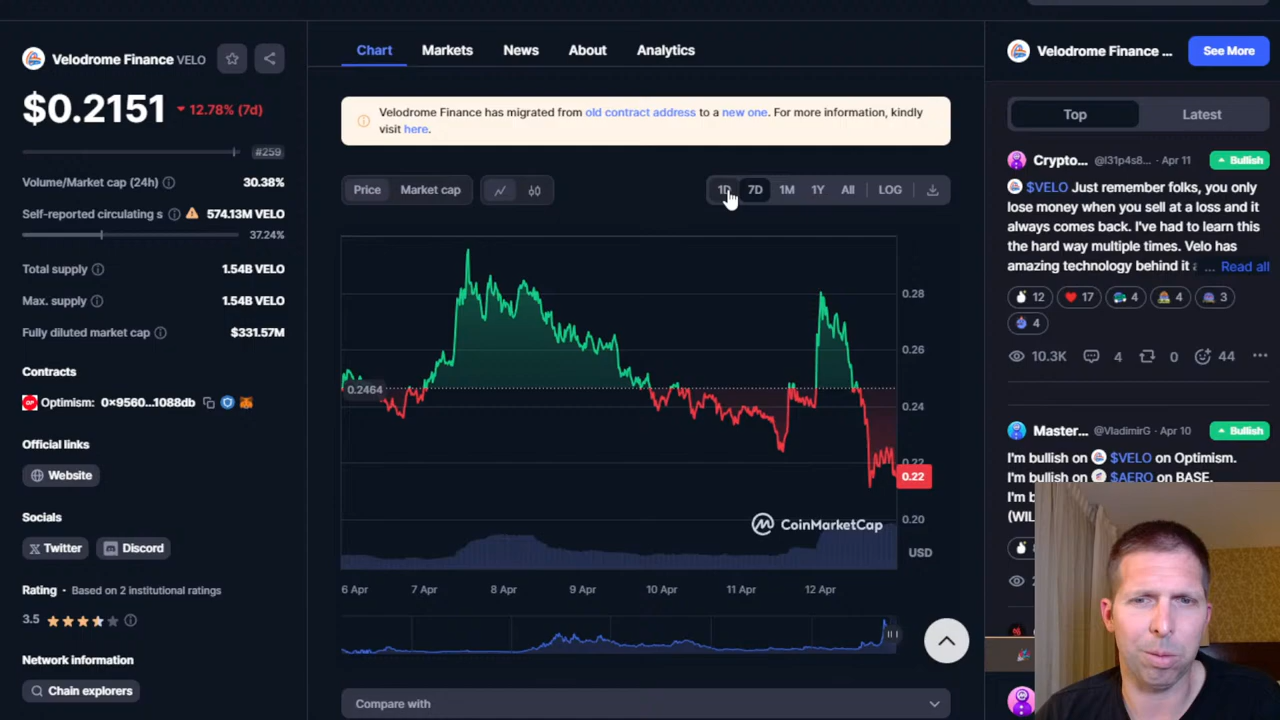 Velodrome Finance VELO
$0.2151 12.78% (7d)
#259
Volume/Market cap (24h) 30.38%
Self-reported circulating s 574.13M VELO
37.24%
Total supply 1.54B VELO
Max. supply 1.54B VELO
Fully diluted market cap $331.57M
Contracts
Optimism: 0×9560...1088db
Official links
Website
Socials
Twitter Discord
Rating • Based on 2 institutional ratings
3.5
Network information
Chain explorers
Chart Markets News About Analytics
Velodrome Finance has migrated from old contract address to a new one. For more information, kindly
visit here.
Price Market cap 1D 7D 1M 1Y All LOG
0.28
0.26
0.2464
0.24
0.22
0.22
0.20
CoinMarketCap
USD
6 Apr 7 Apr 8 Apr 9 Apr 10 Apr 11 Apr 12 Apr
Compare with
Velodrome Finance ... See More
Top Latest
Crypto... @l31p4s8... · Apr 11 Bullish
$VELO Just remember folks, you only
lose money when you sell at a loss and it
always comes back. I've had to learn this
the hard way multiple times. Velo has
amazing technology behind it ... Read all
12 17 4 4 3
4
10.3K 4 0 44
Master... @VladimirG · Apr 10 Bullish
I'm bullish on $VELO on Optimism.
I'm bullish on $AERO on BASE.
I'm b
(WIL